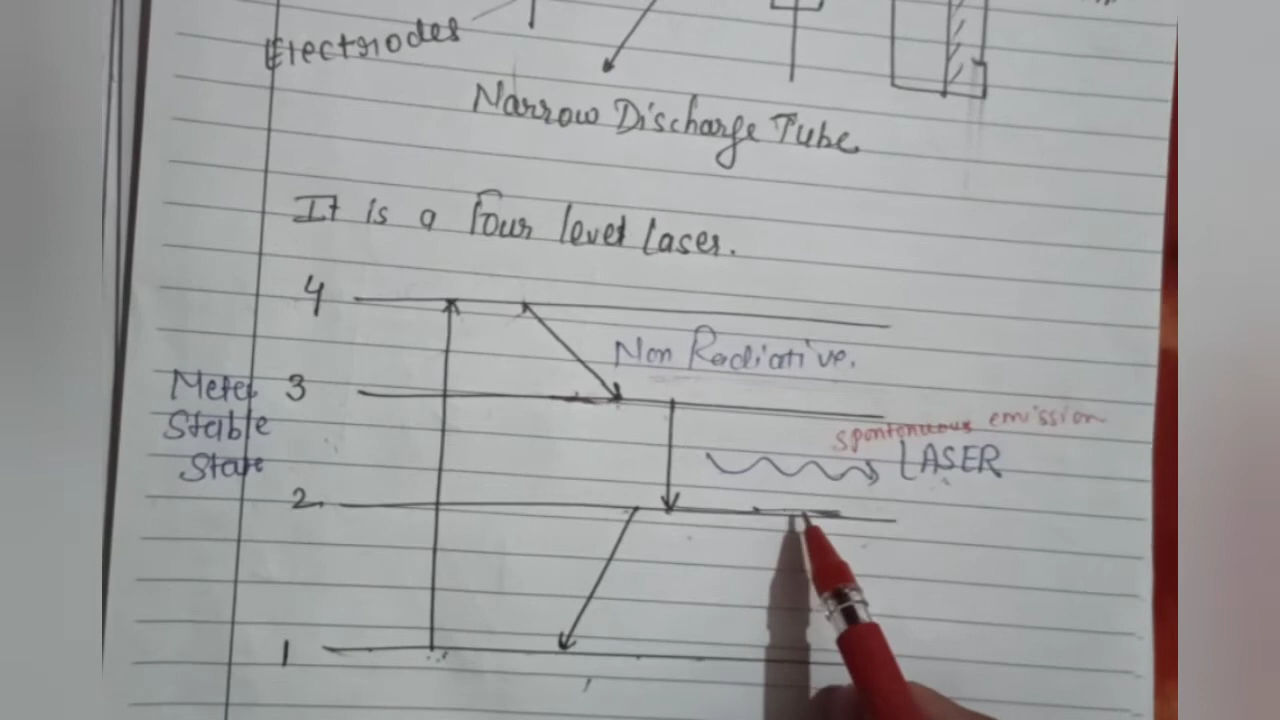 Electrodes
Narrow Discharge Tube
It is a Four level Laser.
4
Non Radiative.
Meta 3
Stable
State
spontenuous emission
LASER
2.
1